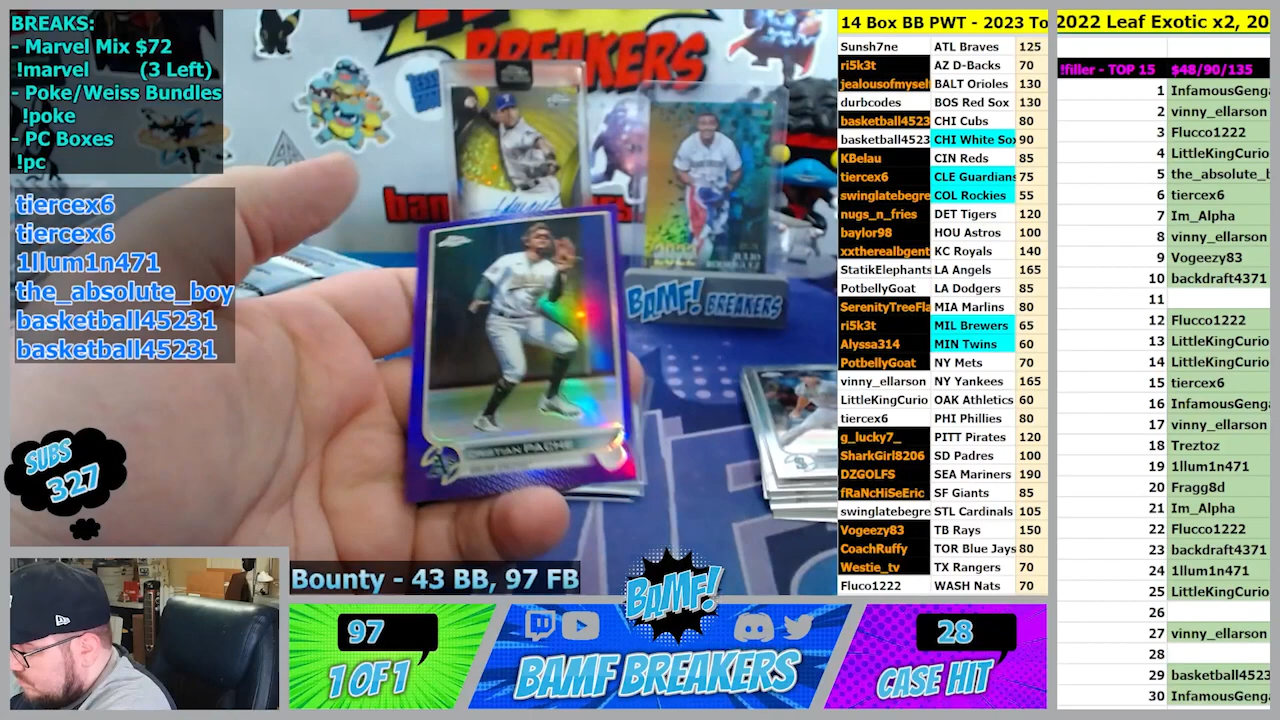 BREAKS:
- Marvel Mix $72
!marvel (3 Left)
- Poke/Weiss Bundles
!poke
- PC Boxes
!pc
tiercex6
tiercex6
1llum1n471
the_absolute_boy
basketball45231
basketball45231
SUBS
327
BREAKERS
BAMF! BREAKERS
PACHE
Bounty - 43 BB, 97 FB
BAMF!
97
1 OF 1
BAMF BREAKERS
28
CASE HIT
14 Box BB PWT - 2023 To
Sunsh7ne ATL Braves 125
ri5k3t AZ D-Backs 70
jealousofmysel BALT Orioles 130
durbcodes BOS Red Sox 130
basketball4523 CHI Cubs 80
basketball4523 CHI White Sox 90
KBelau CIN Reds 85
tiercex6 CLE Guardians 75
swinglatebegre COL Rockies 55
nugs_n_fries DET Tigers 120
baylor98 HOU Astros 100
xxtherealbgent KC Royals 140
StatikElephants LA Angels 165
PotbellyGoat LA Dodgers 85
SerenityTreeFla MIA Marlins 80
ri5k3t MIL Brewers 65
Alyssa314 MIN Twins 60
PotbellyGoat NY Mets 70
vinny_ellarson NY Yankees 165
LittleKingCurio OAK Athletics 60
tiercex6 PHI Phillies 80
g_lucky7_ PITT Pirates 120
SharkGirl8206 SD Padres 100
DZGOLFS SEA Mariners 190
fRaNcHiSeEric SF Giants 85
swinglatebegre STL Cardinals 105
Vogeezy83 TB Rays 150
CoachRuffy TOR Blue Jays 80
Westie_tv TX Rangers 70
Fluco1222 WASH Nats 70
2022 Leaf Exotic x2, 20
!filler - TOP 15 $48/90/135
1 InfamousGenga
2 vinny_ellarson
3 Flucco1222
4 LittleKingCurio
5 the_absolute_b
6 tiercex6
7 Im_Alpha
8 vinny_ellarson
9 Vogeezy83
10 backdraft4371
11
12 Flucco1222
13 LittleKingCurio
14 LittleKingCurio
15 tiercex6
16 InfamousGenga
17 vinny_ellarson
18 Treztoz
19 1llum1n471
20 Fragg8d
21 Im_Alpha
22 Flucco1222
23 backdraft4371
24 1llum1n471
25 LittleKingCurio
26
27 vinny_ellarson
28
29 basketball4523
30 InfamousGenga